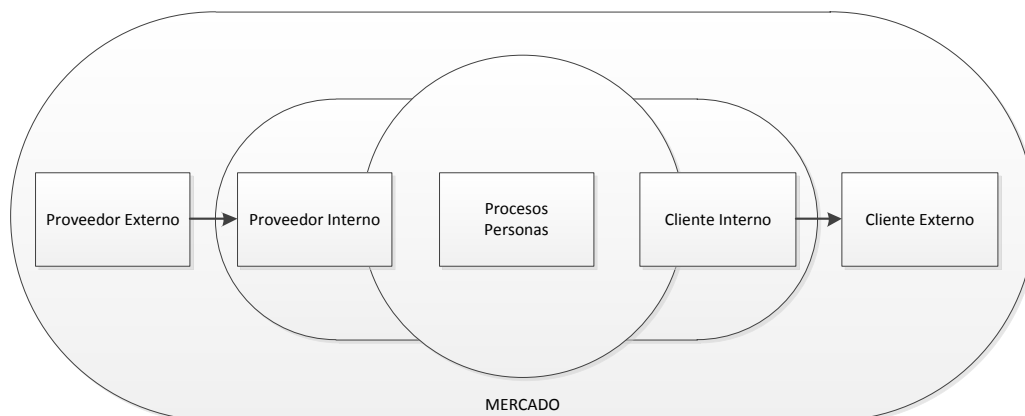 Proveedor Externo
Proveedor Interno
Procesos
Personas
Cliente Interno
Cliente Externo
MERCADO